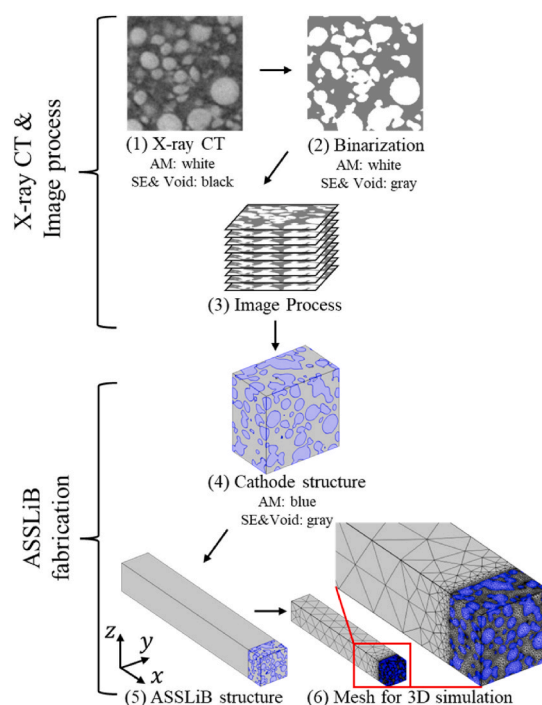 X-ray CT &
Image process
(1) X-ray CT
AM: white
SE& Void: black
(2) Binarization
AM: white
SE& Void: gray
(3) Image Process
ASSLiB
fabrication
(4) Cathode structure
AM: blue
SE&Void: gray
z
y
x
(5) ASSLiB structure
(6) Mesh for 3D simulation